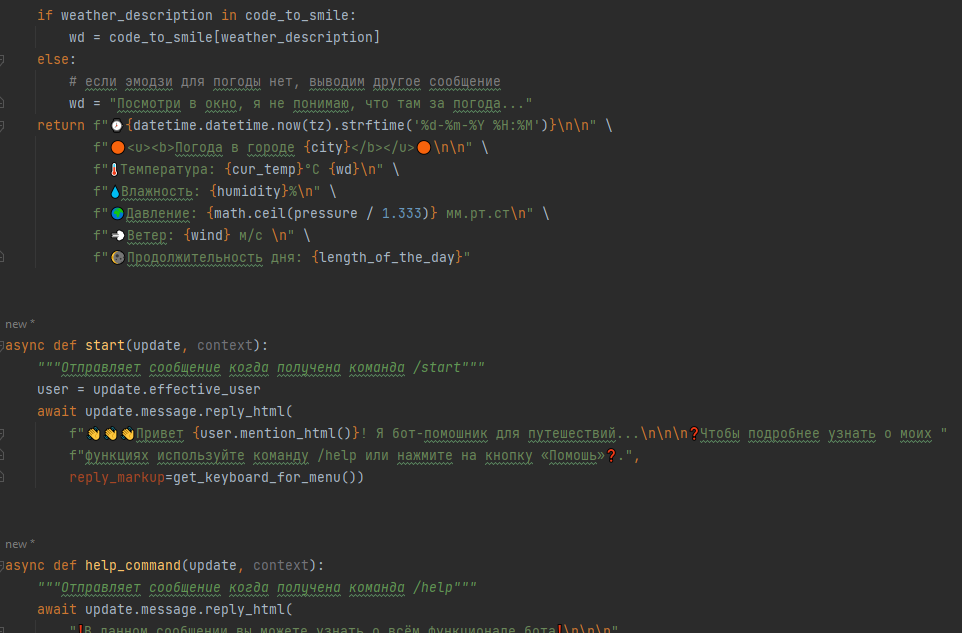 if weather_description in code_to_smile:
wd = code_to_smile[weather_description]
else:
# если эмодзи для погоды нет, выводим другое сообщение
wd = "Посмотри в окно, я не понимаю, что там за погода..."
return f"🕐{datetime.datetime.now(tz).strftime('%d-%m-%Y %H:%M')}\n\n" \
f"🟠<u><b>Погода в городе {city}</b></u>🟠\n\n" \
f"🌡Температура: {cur_temp}°C {wd}\n" \
f"💧Влажность: {humidity}%\n" \
f"🌍Давление: {math.ceil(pressure / 1.333)} мм.рт.ст\n" \
f"💨Ветер: {wind} м/с \n" \
f"🌗Продолжительность дня: {length_of_the_day}"
new *
async def start(update, context):
"""Отправляет сообщение когда получена команда /start"""
user = update.effective_user
await update.message.reply_html(
f"👋👋👋Привет {user.mention_html()}! Я бот-помошник для путешествий...\n\n\n❓Чтобы подробнее узнать о моих "
f"функциях используйте команду /help или нажмите на кнопку «Помошь»❓.",
reply_markup=get_keyboard_for_menu())
new *
async def help_command(update, context):
"""Отправляет сообщение когда получена команда /help"""
await update.message.reply_html(
"❗В данном сообщении вы можете узнать о всём функционале бота❗\n\n\n"